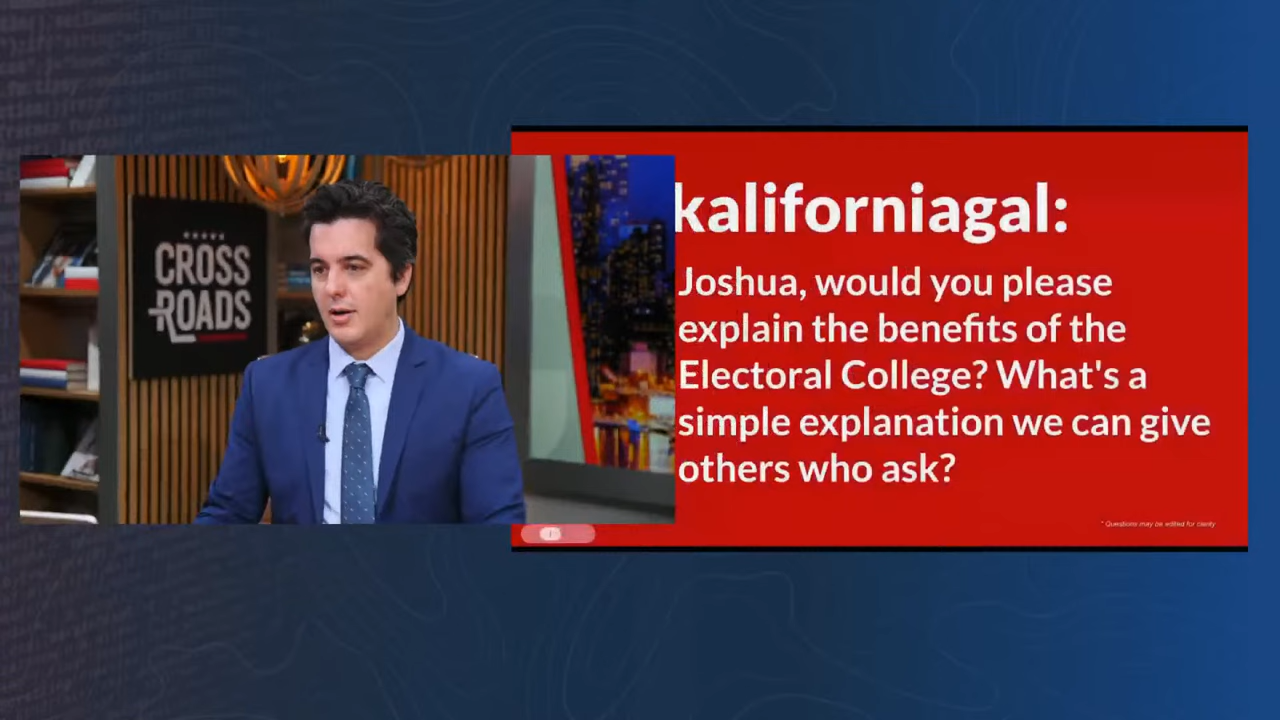 CROSS
ROADS
kaliforniagal:
Joshua, would you please
explain the benefits of the
Electoral College? What's a
simple explanation we can give
others who ask?
* Questions may be edited for clarity